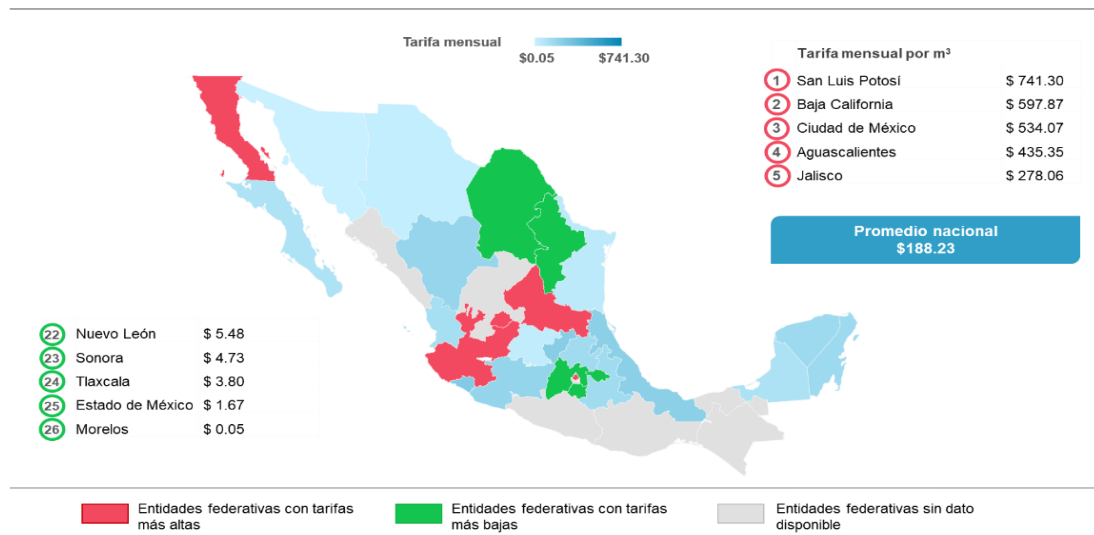 Tarifa mensual
$0.05 $741.30
Tarifa mensual por m³
1 San Luis Potosí $ 741.30
2 Baja California $ 597.87
3 Ciudad de México $ 534.07
4 Aguascalientes $ 435.35
5 Jalisco $ 278.06
Promedio nacional
$188.23
22 Nuevo León $ 5.48
23 Sonora $ 4.73
24 Tlaxcala $ 3.80
25 Estado de México $ 1.67
26 Morelos $ 0.05
Entidades federativas con tarifas
más altas
Entidades federativas con tarifas
más bajas
Entidades federativas sin dato
disponible